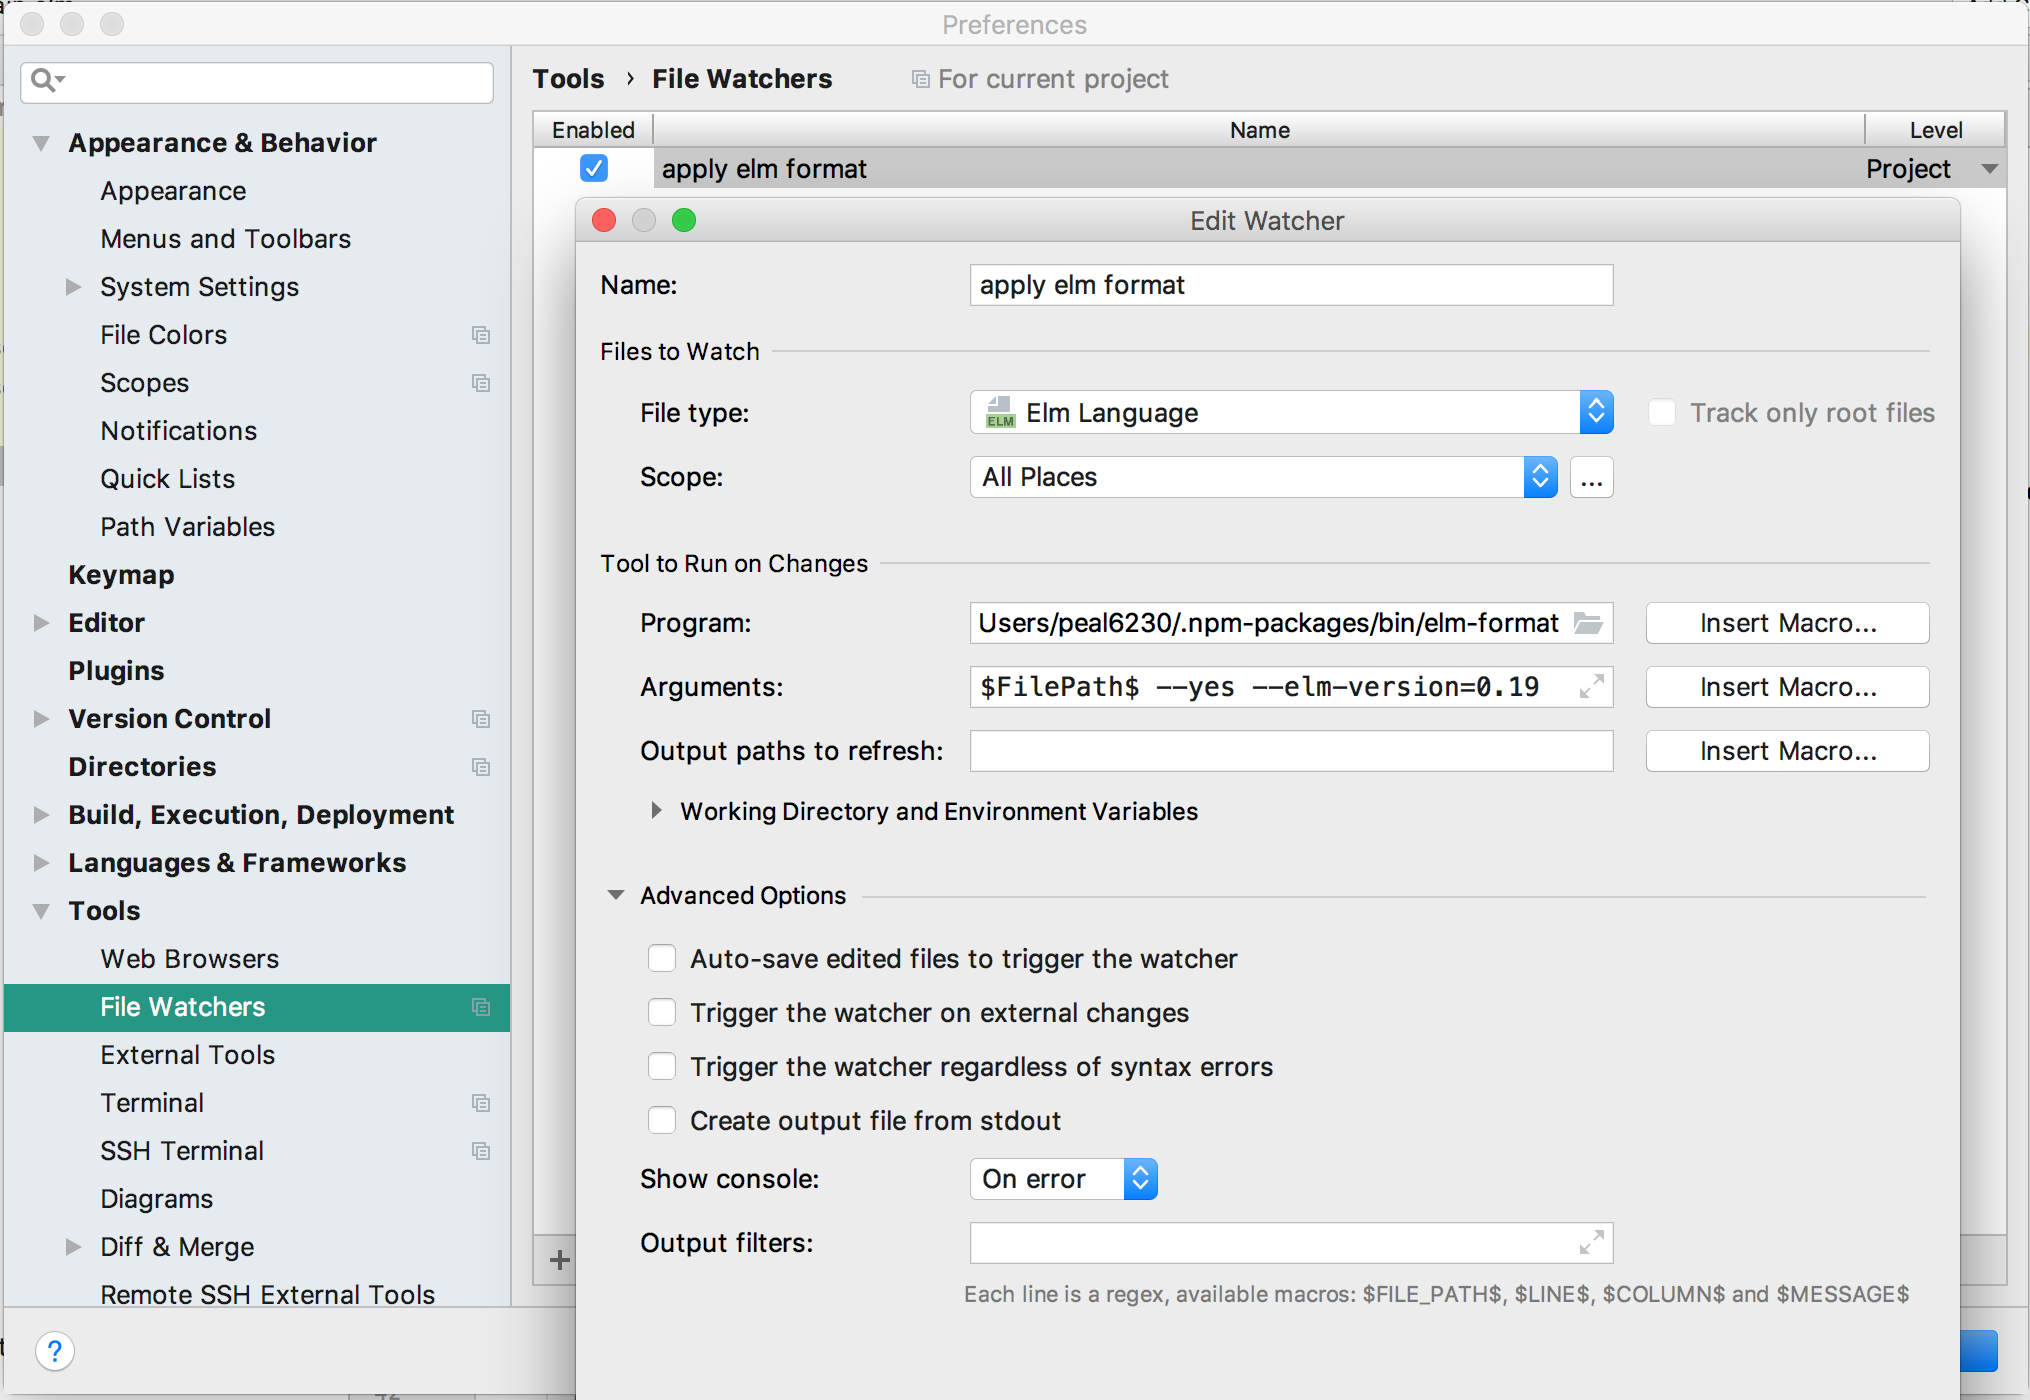 Preferences
Tools › File Watchers For current project
Enabled Name Level
apply elm format Project
Appearance & Behavior
Appearance
Menus and Toolbars
System Settings
File Colors
Scopes
Notifications
Quick Lists
Path Variables
Keymap
Editor
Plugins
Version Control
Directories
Build, Execution, Deployment
Languages & Frameworks
Tools
Web Browsers
File Watchers
External Tools
Terminal
SSH Terminal
Diagrams
Diff & Merge
Remote SSH External Tools
?
Edit Watcher
Name: apply elm format
Files to Watch
File type: ELM Elm Language Track only root files
Scope: All Places ...
Tool to Run on Changes
Program: Users/peal6230/.npm-packages/bin/elm-format Insert Macro...
Arguments: $FilePath$ --yes --elm-version=0.19 Insert Macro...
Output paths to refresh: Insert Macro...
Working Directory and Environment Variables
Advanced Options
Auto-save edited files to trigger the watcher
Trigger the watcher on external changes
Trigger the watcher regardless of syntax errors
Create output file from stdout
Show console: On error
Output filters:
Each line is a regex, available macros: $FILE_PATH$, $LINE$, $COLUMN$ and $MESSAGE$
+